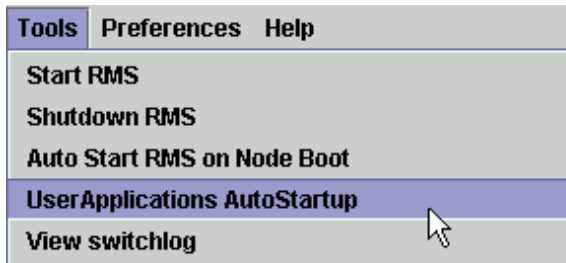 Tools Preferences Help
Start RMS
Shutdown RMS
Auto Start RMS on Node Boot
UserApplications AutoStartup
View switchlog